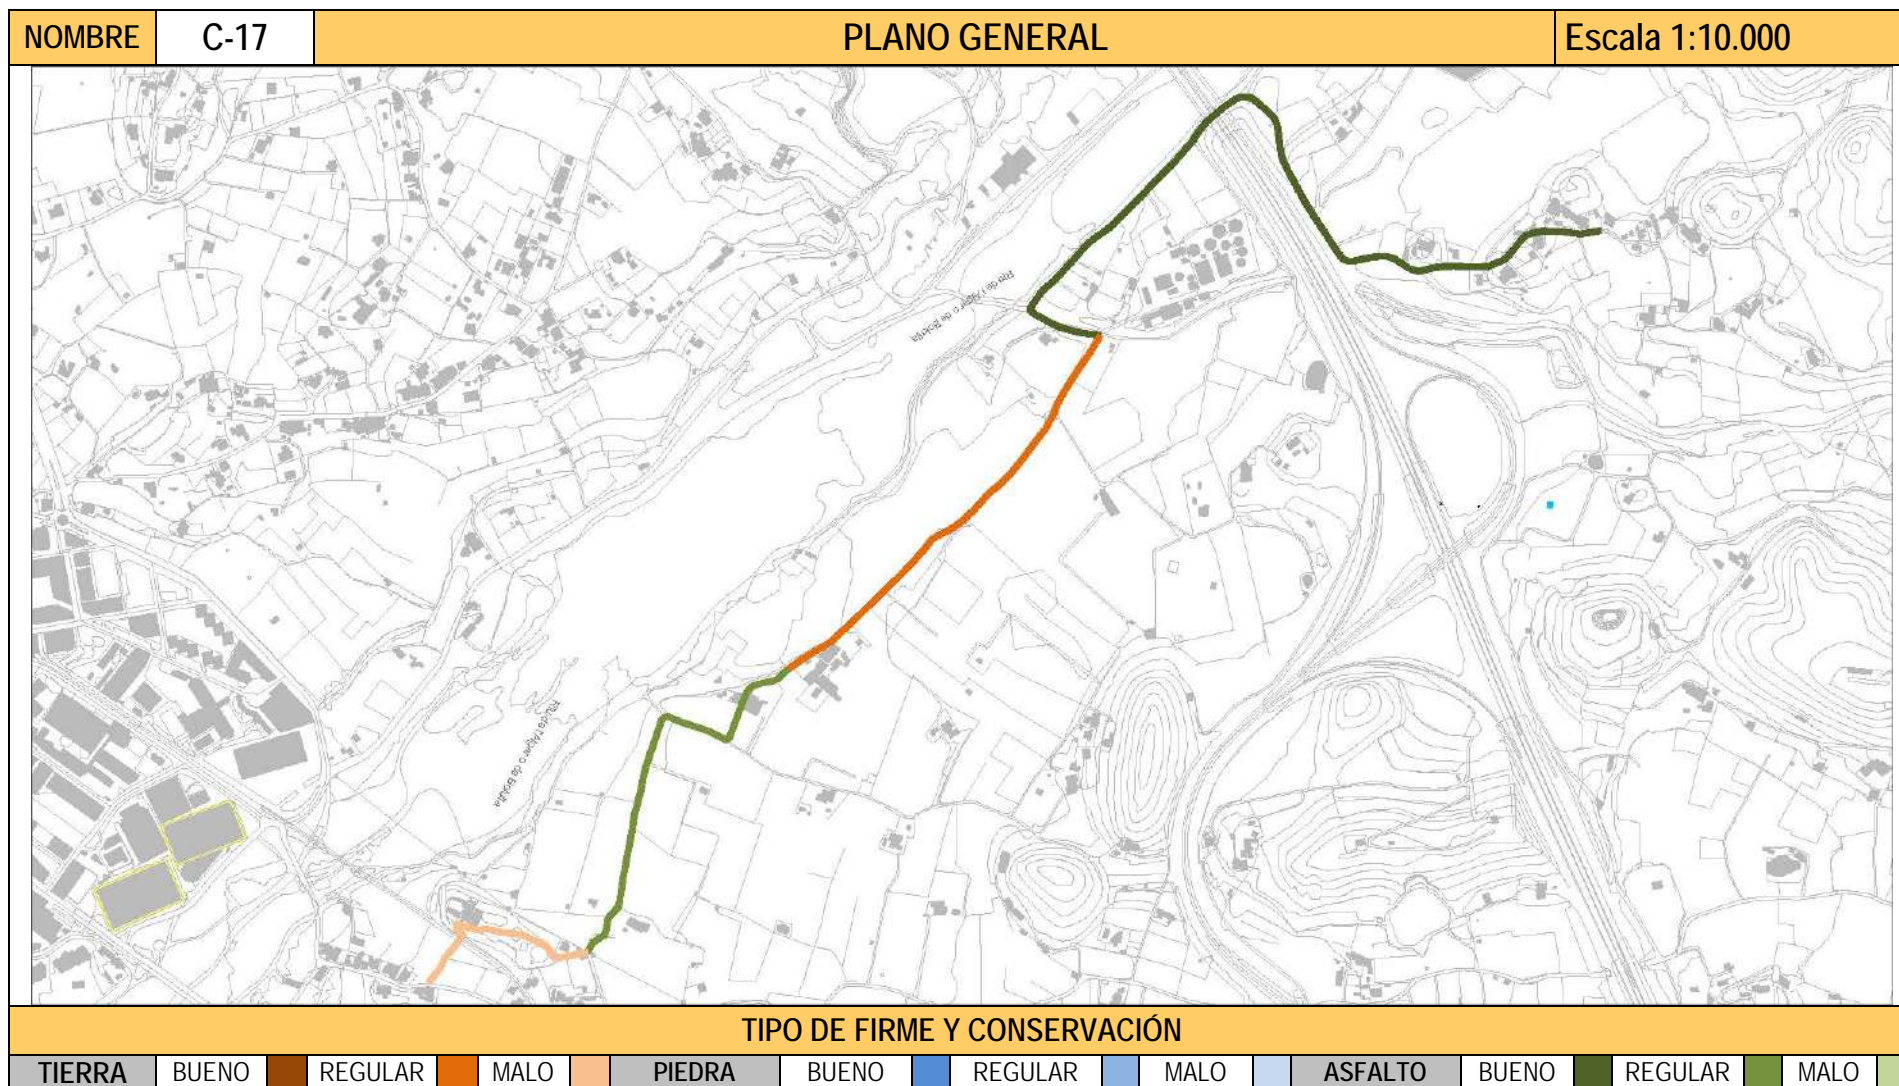 NOMBRE C-17 PLANO GENERAL Escala 1:10.000
TIPO DE FIRME Y CONSERVACIÓN
TIERRA BUENO REGULAR MALO PIEDRA BUENO REGULAR MALO ASFALTO BUENO REGULAR MALO